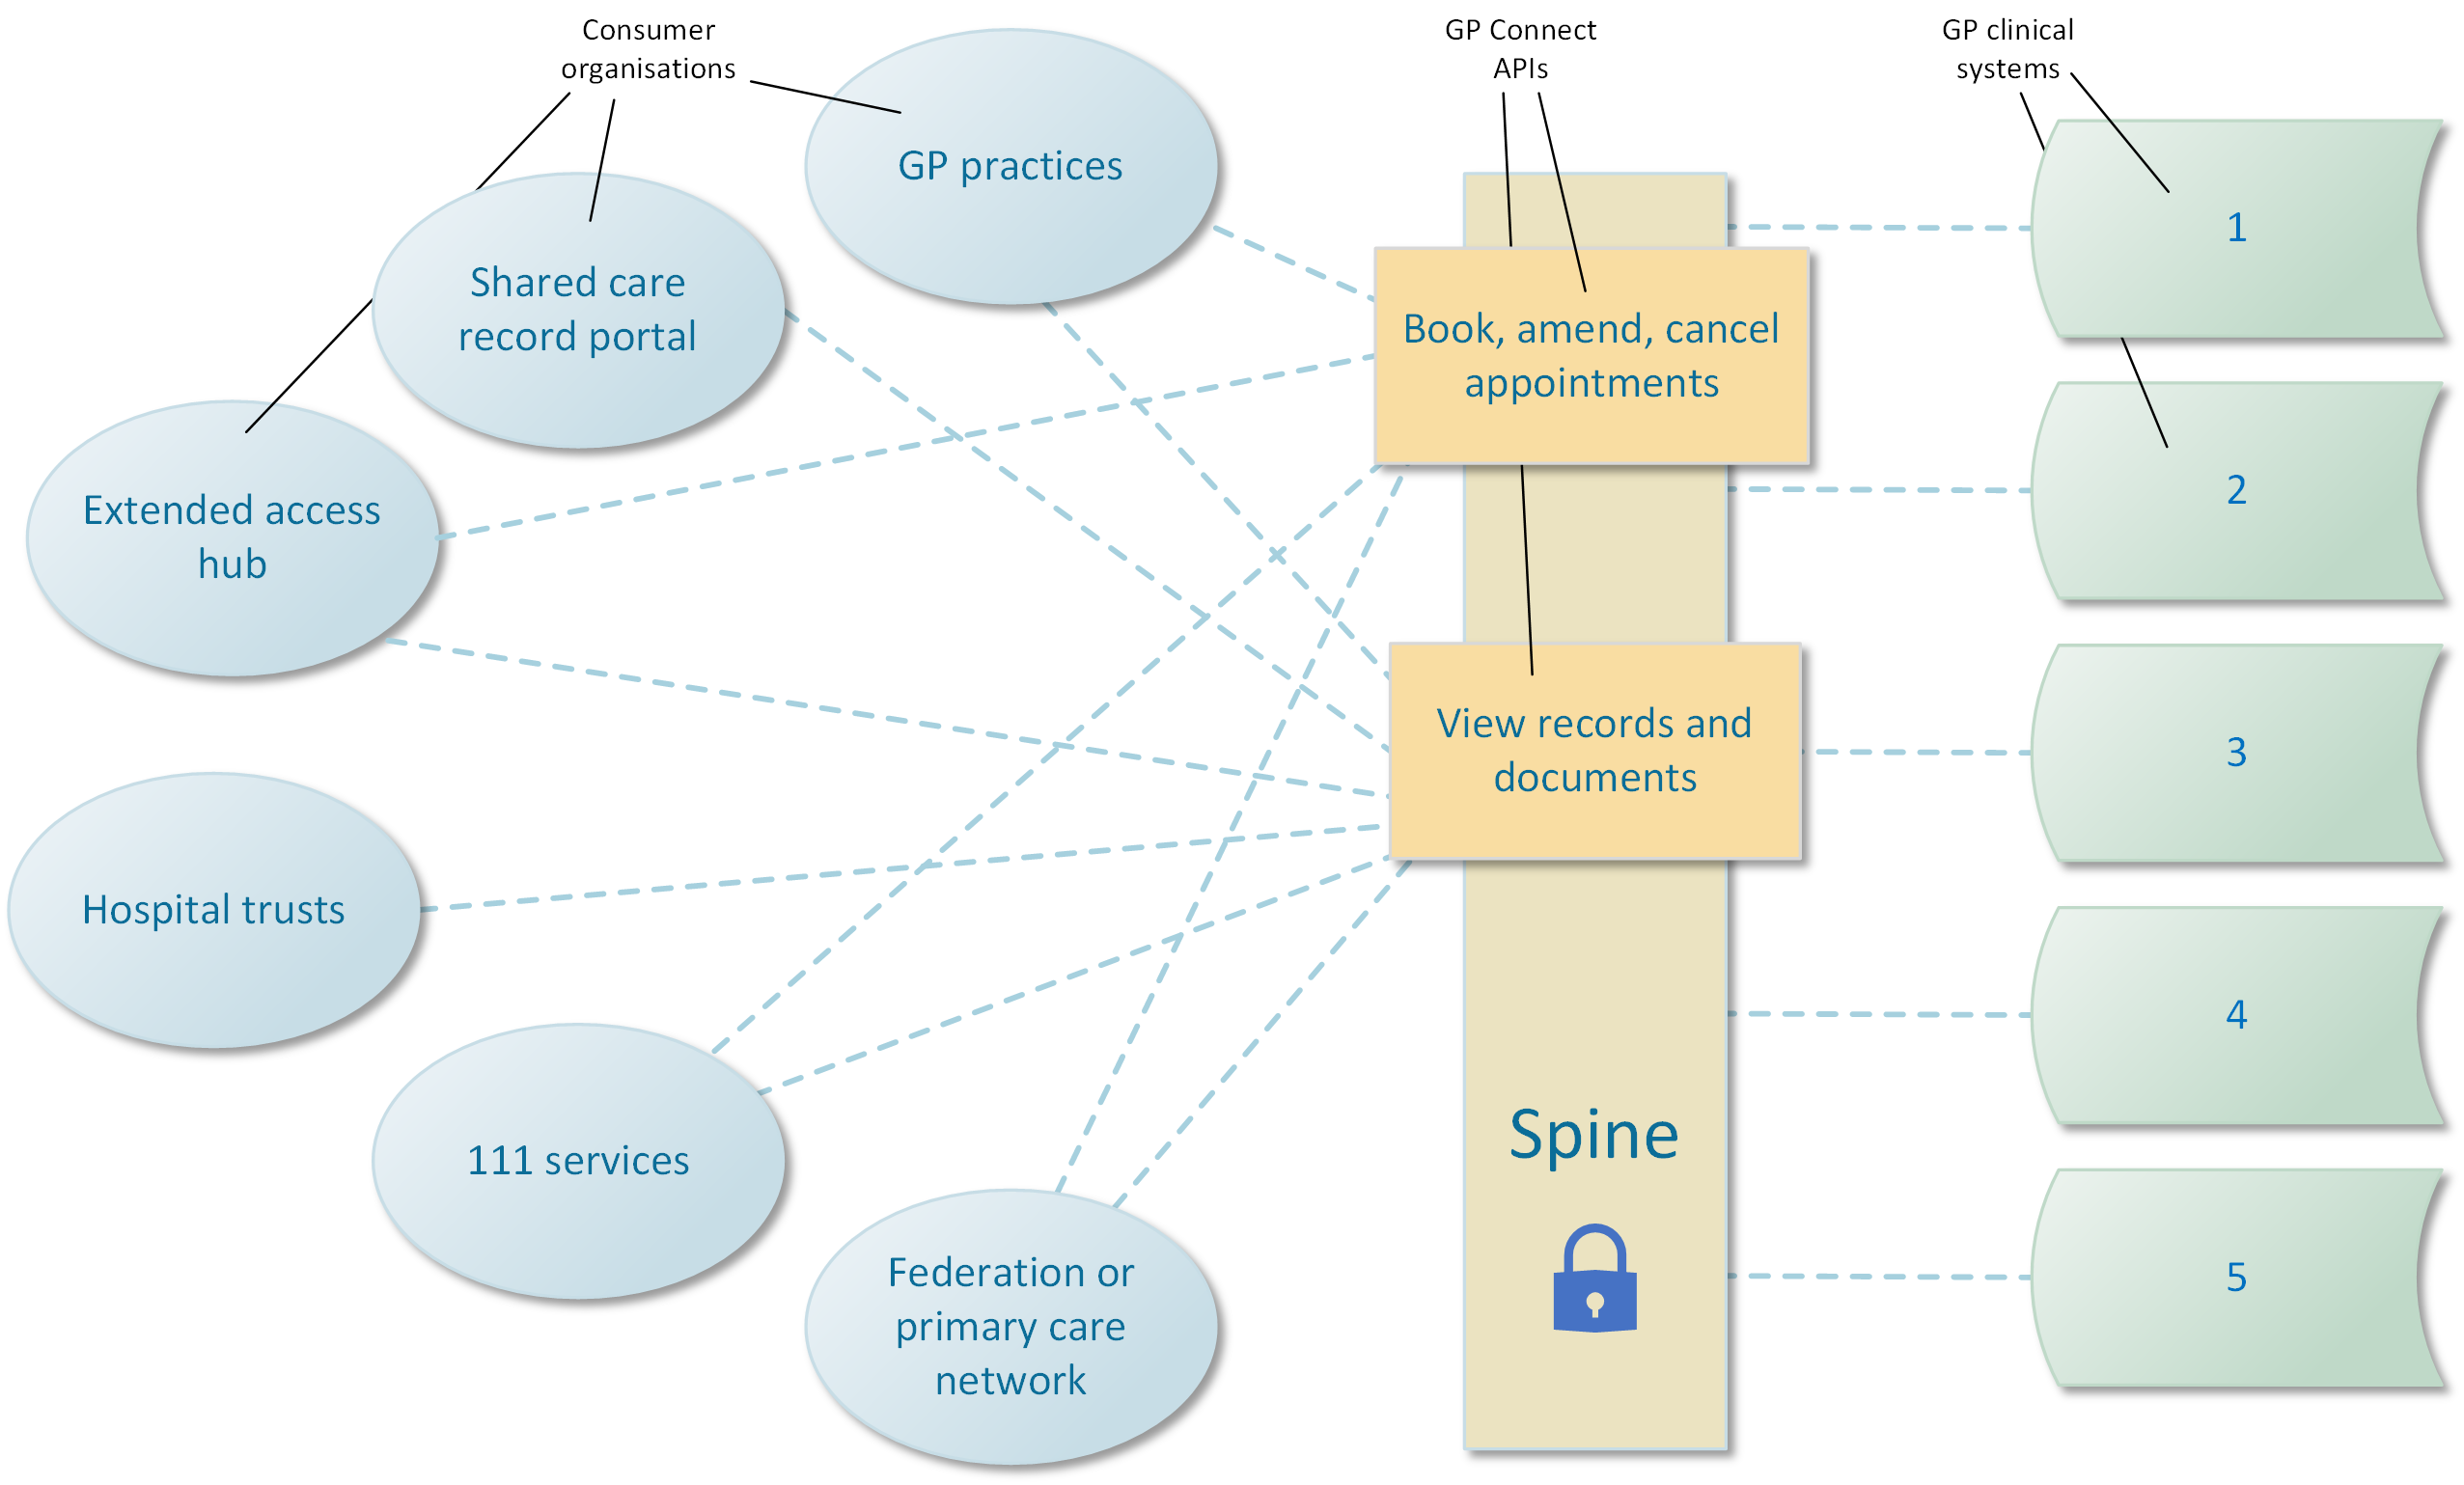 Consumer
organisations
GP Connect
APIs
GP clinical
systems
GP practices
Shared care
record portal
Extended access
hub
Hospital trusts
111 services
Federation or
primary care
network
Book, amend, cancel
appointments
View records and
documents
Spine
1
2
3
4
5